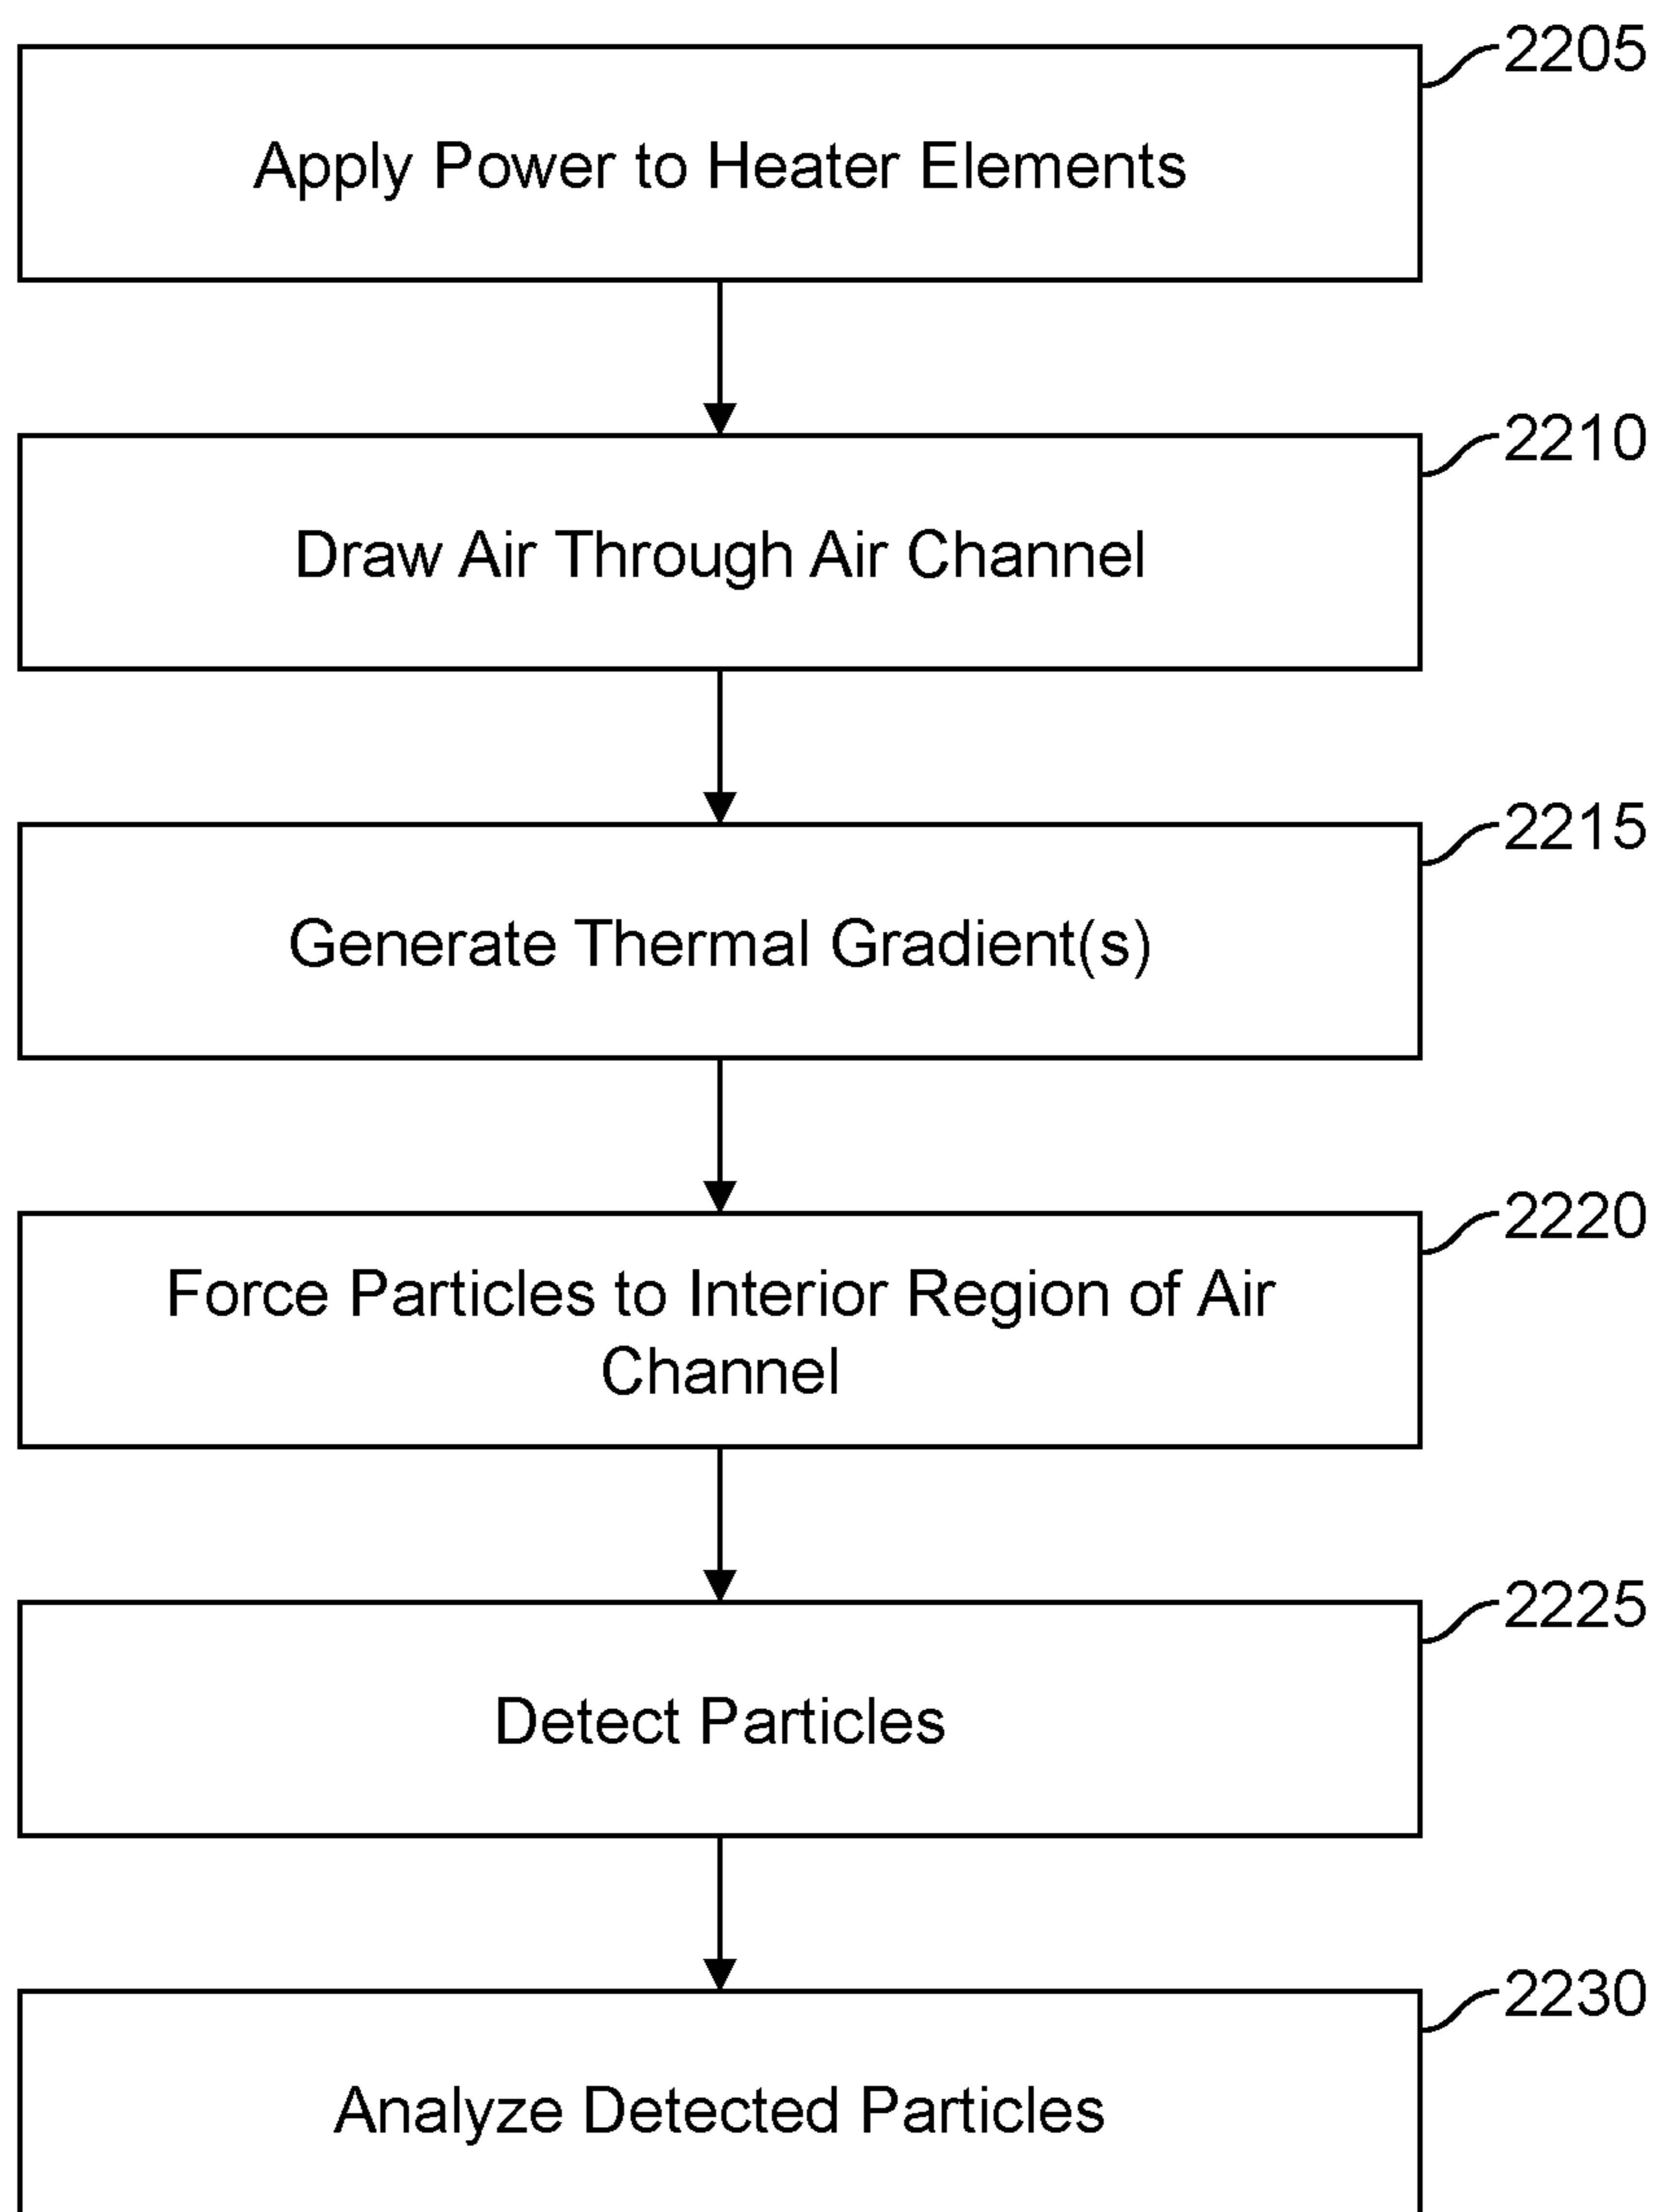 2205
Apply Power to Heater Elements
2210
Draw Air Through Air Channel
2215
Generate Thermal Gradient(s)
2220
Force Particles to Interior Region of Air
Channel
2225
Detect Particles
2230
Analyze Detected Particles